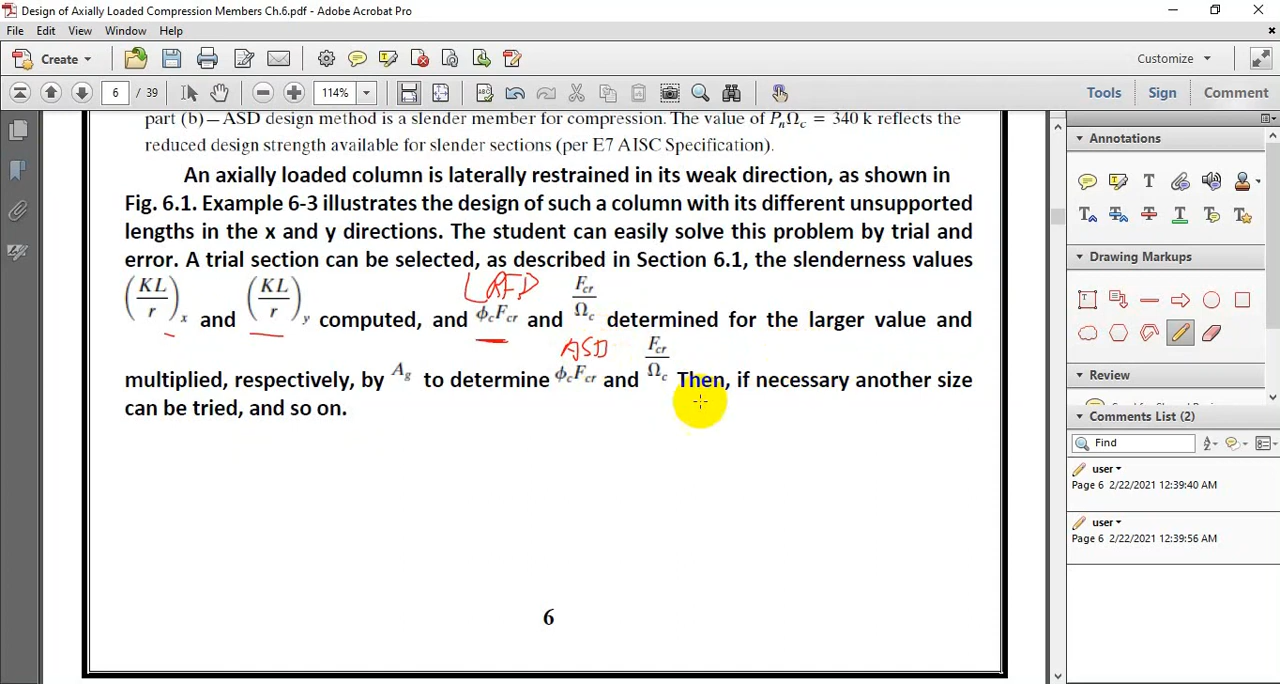 Design of Axially Loaded Compression Members Ch.6.pdf - Adobe Acrobat Pro
File Edit View Window Help
Create Customize
6 / 39 114% Tools Sign Comment
part (b)—ASD design method is a slender member for compression. The value of PₙΩ꜀ = 340 k reflects the
reduced design strength available for slender sections (per E7 AISC Specification).
An axially loaded column is laterally restrained in its weak direction, as shown in
Fig. 6.1. Example 6-3 illustrates the design of such a column with its different unsupported
lengths in the x and y directions. The student can easily solve this problem by trial and
error. A trial section can be selected, as described in Section 6.1, the slenderness values
LRFD
(KL/r)x and (KL/r)y computed, and ϕcFcr and Fcr/Ωc determined for the larger value and
ASD
multiplied, respectively, by Ag to determine ϕcFcr and Fcr/Ωc Then, if necessary another size
can be tried, and so on.
6
Annotations
T
Drawing Markups
Review
Comments List (2)
Find
user
Page 6 2/22/2021 12:39:40 AM
user
Page 6 2/22/2021 12:39:56 AM